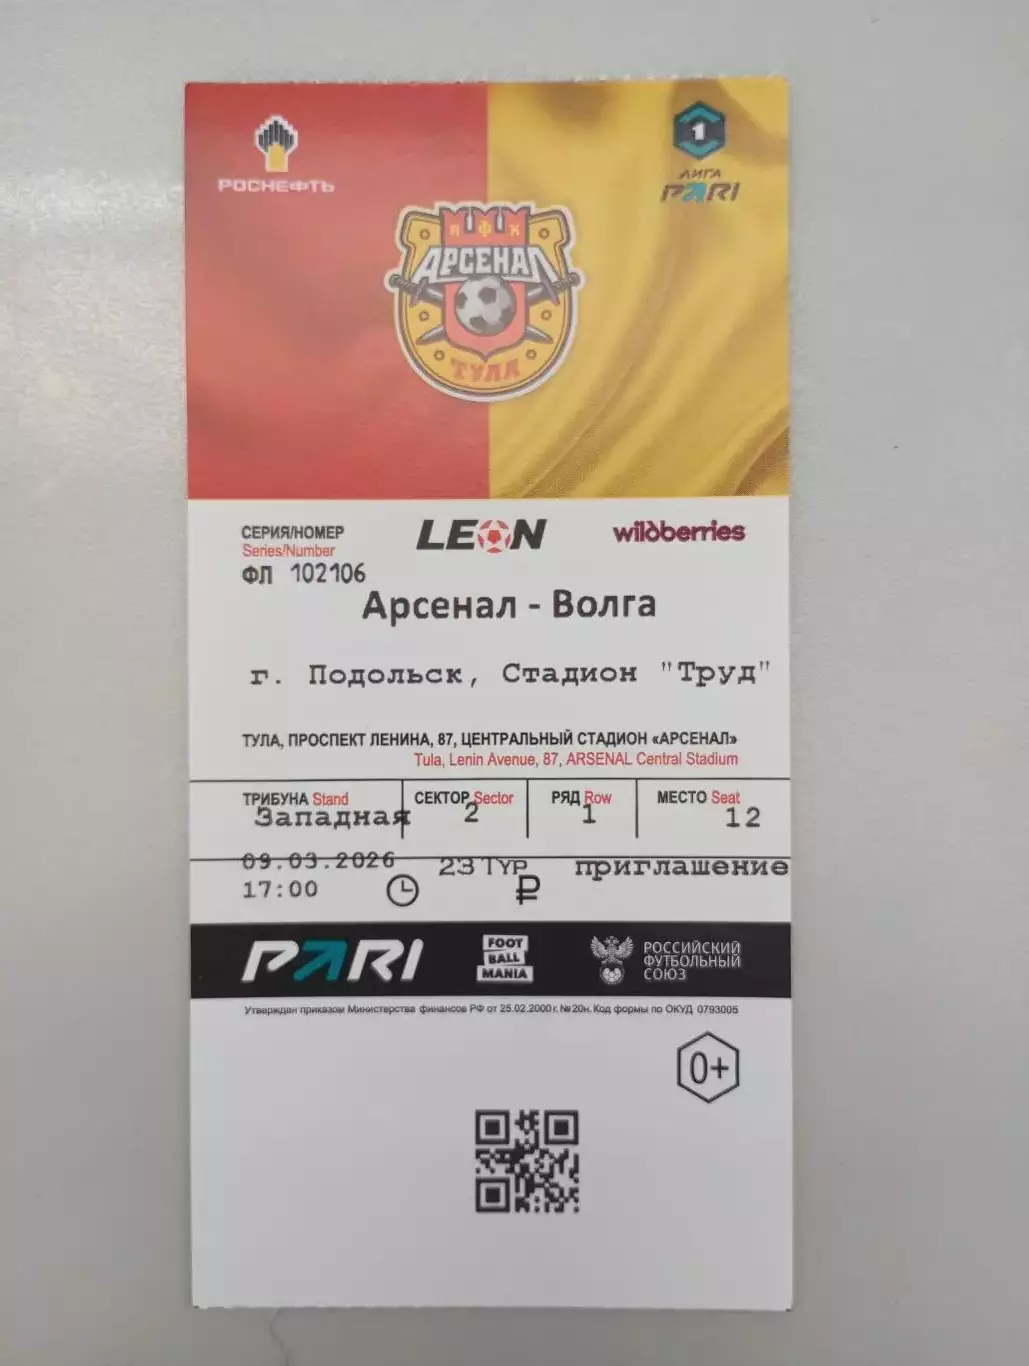 РОСНЕФТЬ
1
ЛИГА
PARI
ПФК
АРСЕНАЛ
ТУЛА
СЕРИЯ/НОМЕР
Series/Number
LEON
wildberries
ФЛ 102106
Арсенал - Волга
г. Подольск, Стадион "Труд"
ТУЛА, ПРОСПЕКТ ЛЕНИНА, 87, ЦЕНТРАЛЬНЫЙ СТАДИОН «АРСЕНАЛ»
Tula, Lenin Avenue, 87, ARSENAL Central Stadium
ТРИБУНА Stand СЕКТОР Sector РЯД Row МЕСТО Seat
Западная 2 1 12
09.03.2026 23ТУР приглашение
17:00 ₽
PARI
FOOT
BALL
MANIA
РОССИЙСКИЙ
ФУТБОЛЬНЫЙ
СОЮЗ
Утвержден приказом Министерства финансов РФ от 25.02.2000 г. №20н. Код формы по ОКУД 0793005
0+